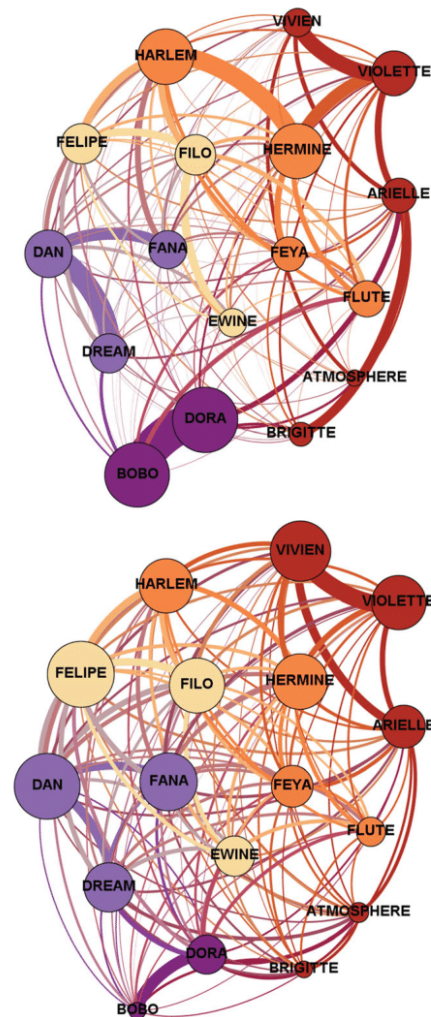 VIVIEN
HARLEM
VIOLETTE
FELIPE
FILO
HERMINE
ARIELLE
DAN
FANA
FEYA
FLUTE
EWINE
DREAM
ATMOSPHERE
DORA
BRIGITTE
BOBO
VIVIEN
HARLEM
VIOLETTE
FELIPE
FILO
HERMINE
ARIELLE
DAN
FANA
FEYA
FLUTE
EWINE
DREAM
ATMOSPHERE
DORA
BRIGITTE
BOBO